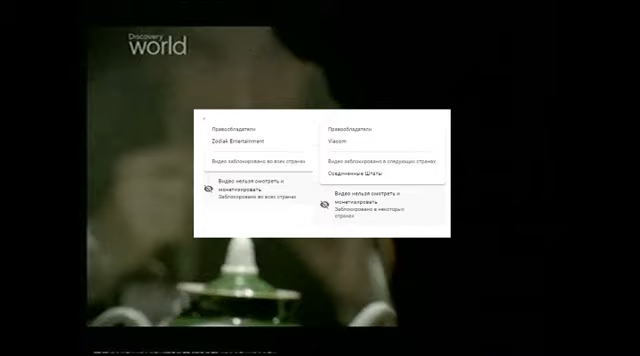 Discovery
world
Правообладатели
Zodiak Entertainment
Видео заблокировано во всех странах
Видео нельзя смотреть и
монетизировать
Заблокировано во всех странах
Правообладатели
Viacom
Видео заблокировано в следующих странах
Соединенные Штаты
Видео нельзя смотреть и
монетизировать
Заблокировано в некоторых
странах